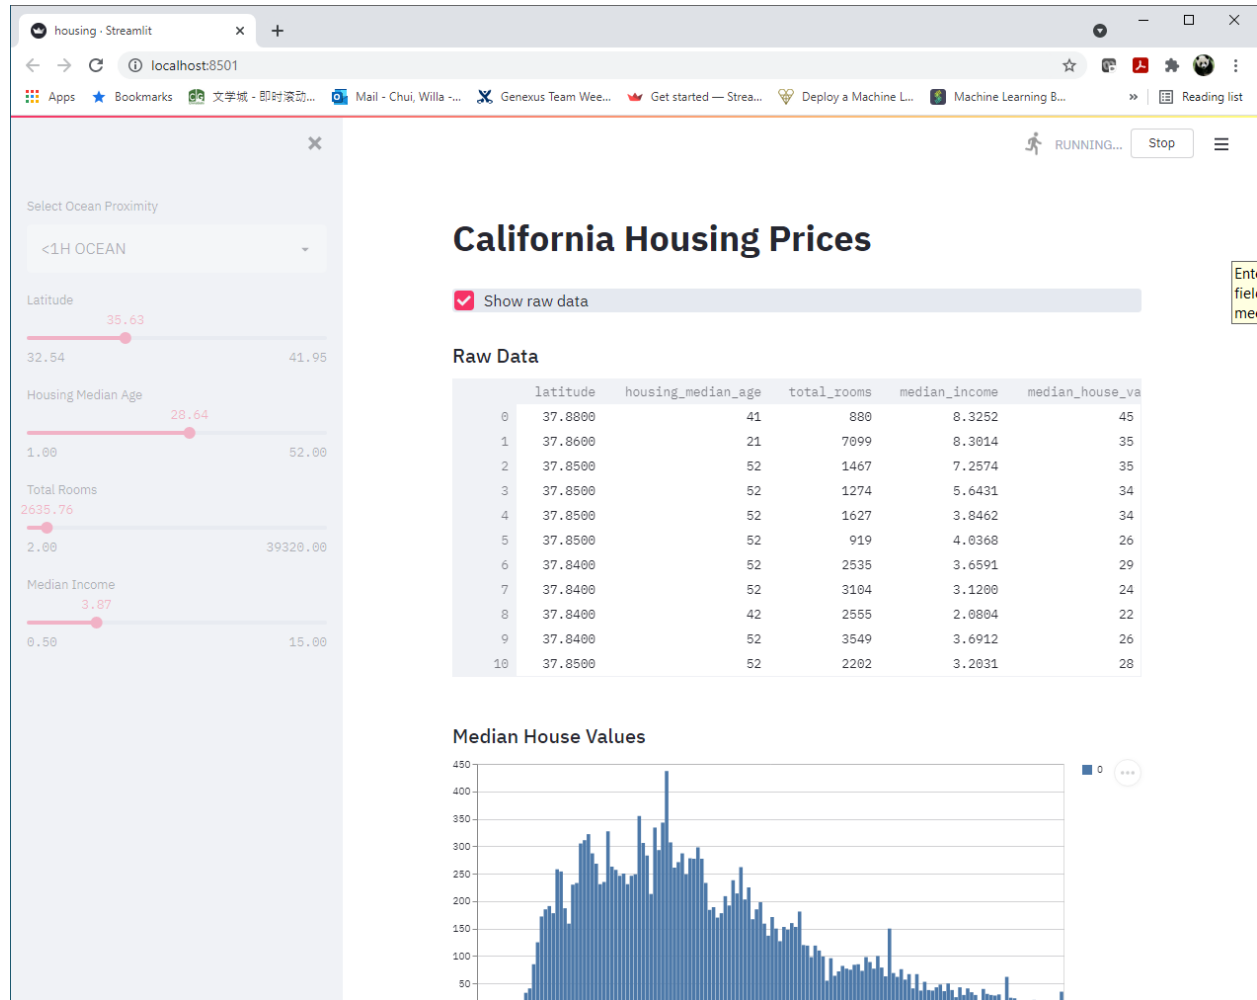 housing · Streamlit
localhost:8501
Apps Bookmarks 文学城 - 即时滚动... Mail - Chui, Willa -... Genexus Team Wee... Get started — Strea... Deploy a Machine L... Machine Learning B... » Reading list
RUNNING... Stop
Select Ocean Proximity
<1H OCEAN
Latitude
35.63
32.54 41.95
Housing Median Age
28.64
1.00 52.00
Total Rooms
2635.76
2.00 39320.00
Median Income
3.87
0.50 15.00
California Housing Prices
Show raw data
Raw Data
latitude housing_median_age total_rooms median_income median_house_va
0 37.8800 41 880 8.3252 45
1 37.8600 21 7099 8.3014 35
2 37.8500 52 1467 7.2574 35
3 37.8500 52 1274 5.6431 34
4 37.8500 52 1627 3.8462 34
5 37.8500 52 919 4.0368 26
6 37.8400 52 2535 3.6591 29
7 37.8400 52 3104 3.1200 24
8 37.8400 42 2555 2.0804 22
9 37.8400 52 3549 3.6912 26
10 37.8500 52 2202 3.2031 28
Median House Values
450
400
350
300
250
200
150
100
50
0
Ente
fiel
me